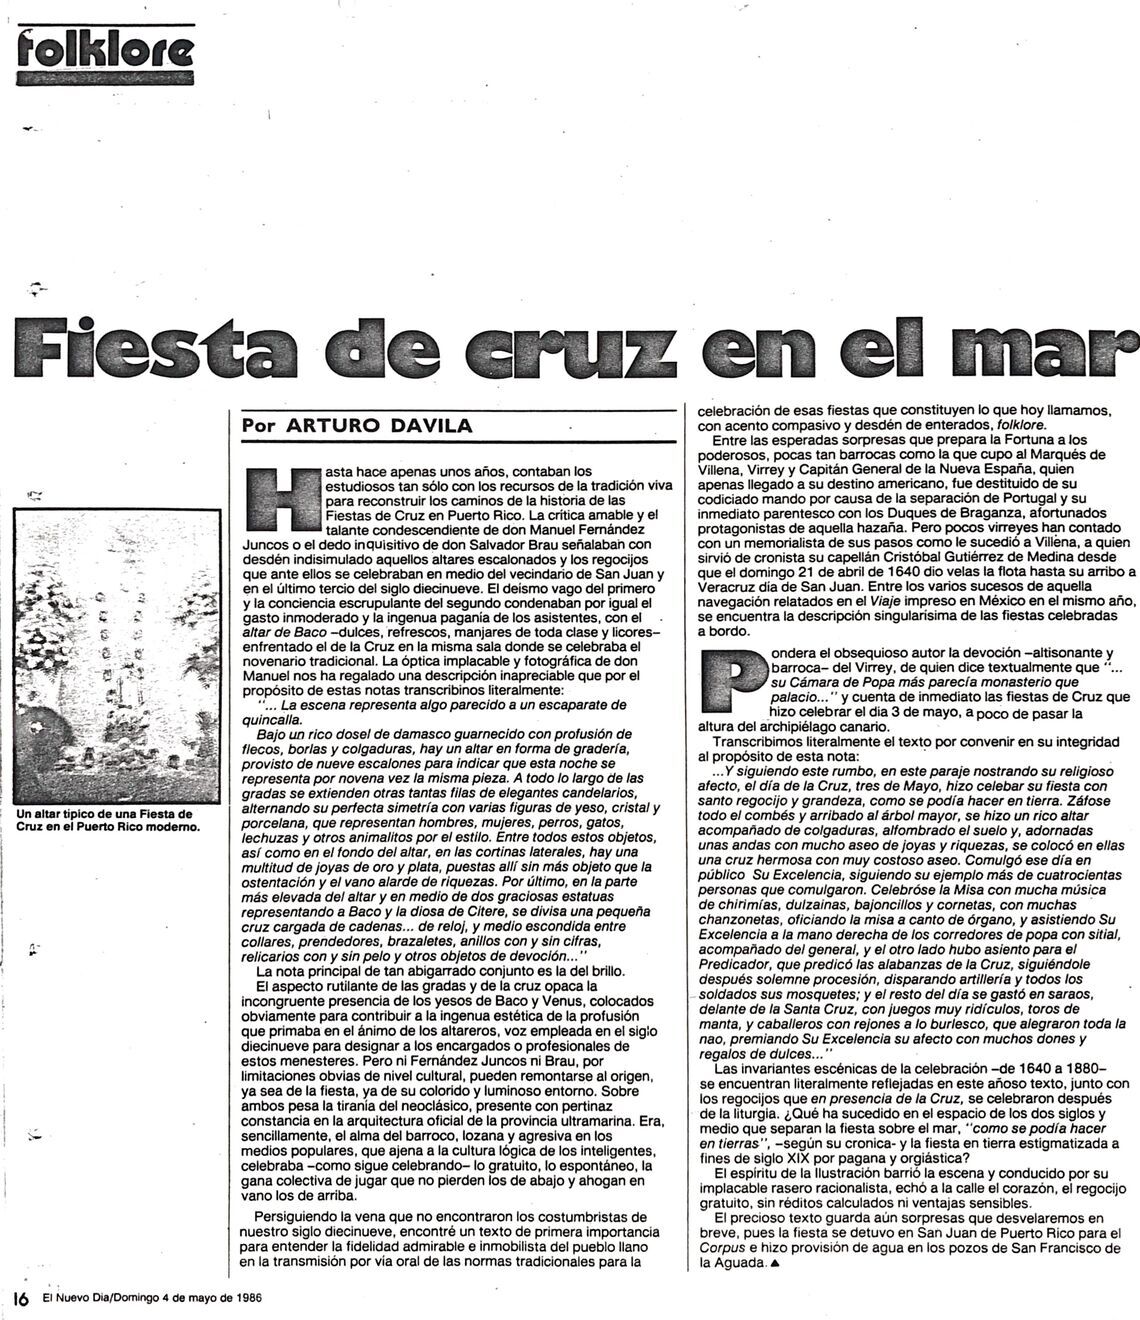 folklore
Fiesta de cruz en el mar
Un altar típico de una Fiesta de
Cruz en el Puerto Rico moderno.
Por ARTURO DAVILA
Hasta hace apenas unos años, contaban los
estudiosos tan sólo con los recursos de la tradición viva
para reconstruir los caminos de la historia de las
Fiestas de Cruz en Puerto Rico. La crítica amable y el
talante condescendiente de don Manuel Fernández
Juncos o el dedo inquisitivo de don Salvador Brau señalaban con
desdén indisimulado aquellos altares escalonados y los regocijos
que ante ellos se celebraban en medio del vecindario de San Juan y
en el último tercio del siglo diecinueve. El deismo vago del primero
y la conciencia escrupulante del segundo condenaban por igual el
gasto inmoderado y la ingenua paganía de los asistentes, con el
altar de Baco –dulces, refrescos, manjares de toda clase y licores–
enfrentado el de la Cruz en la misma sala donde se celebraba el
novenario tradicional. La óptica implacable y fotográfica de don
Manuel nos ha regalado una descripción inapreciable que por el
propósito de estas notas transcribinos literalmente:
"... La escena representa algo parecido a un escaparate de
quincalla.
Bajo un rico dosel de damasco guarnecido con profusión de
flecos, borlas y colgaduras, hay un altar en forma de gradería,
provisto de nueve escalones para indicar que esta noche se
representa por novena vez la misma pieza. A todo lo largo de las
gradas se extienden otras tantas filas de elegantes candelarios,
alternando su perfecta simetría con varias figuras de yeso, cristal y
porcelana, que representan hombres, mujeres, perros, gatos,
lechuzas y otros animalitos por el estilo. Entre todos estos objetos,
así como en el fondo del altar, en las cortinas laterales, hay una
multitud de joyas de oro y plata, puestas allí sin más objeto que la
ostentación y el vano alarde de riquezas. Por último, en la parte
más elevada del altar y en medio de dos graciosas estatuas
representando a Baco y la diosa de Citere, se divisa una pequeña
cruz cargada de cadenas... de reloj, y medio escondida entre
collares, prendedores, brazaletes, anillos con y sin cifras,
relicarios con y sin pelo y otros objetos de devoción..."
La nota principal de tan abigarrado conjunto es la del brillo.
El aspecto rutilante de las gradas y de la cruz opaca la
incongruente presencia de los yesos de Baco y Venus, colocados
obviamente para contribuir a la ingenua estética de la profusión
que primaba en el ánimo de los altareros, voz empleada en el siglo
diecinueve para designar a los encargados o profesionales de
estos menesteres. Pero ni Fernández Juncos ni Brau, por
limitaciones obvias de nivel cultural, pueden remontarse al origen,
ya sea de la fiesta, ya de su colorido y luminoso entorno. Sobre
ambos pesa la tiranía del neoclásico, presente con pertinaz
constancia en la arquitectura oficial de la provincia ultramarina. Era,
sencillamente, el alma del barroco, lozana y agresiva en los
medios populares, que ajena a la cultura lógica de los inteligentes,
celebraba –como sigue celebrando– lo gratuito, lo espontáneo, la
gana colectiva de jugar que no pierden los de abajo y ahogan en
vano los de arriba.
Persiguiendo la vena que no encontraron los costumbristas de
nuestro siglo diecinueve, encontré un texto de primera importancia
para entender la fidelidad admirable e inmobilista del pueblo llano
en la transmisión por vía oral de las normas tradicionales para la
celebración de esas fiestas que constituyen lo que hoy llamamos,
con acento compasivo y desdén de enterados, folklore.
Entre las esperadas sorpresas que prepara la Fortuna a los
poderosos, pocas tan barrocas como la que cupo al Marqués de
Villena, Virrey y Capitán General de la Nueva España, quien
apenas llegado a su destino americano, fue destituido de su
codiciado mando por causa de la separación de Portugal y su
inmediato parentesco con los Duques de Braganza, afortunados
protagonistas de aquella hazaña. Pero pocos virreyes han contado
con un memorialista de sus pasos como le sucedió a Villena, a quien
sirvió de cronista su capellán Cristóbal Gutiérrez de Medina desde
que el domingo 21 de abril de 1640 dio velas la flota hasta su arribo a
Veracruz día de San Juan. Entre los varios sucesos de aquella
navegación relatados en el Viaje impreso en México en el mismo año,
se encuentra la descripción singularisima de las fiestas celebradas
a bordo.
Pondera el obsequioso autor la devoción –altisonante y
barroca– del Virrey, de quien dice textualmente que "...
su Cámara de Popa más parecía monasterio que
palacio..." y cuenta de inmediato las fiestas de Cruz que
hizo celebrar el dia 3 de mayo, a poco de pasar la
altura del archipiélago canario.
Transcribimos literalmente el texto por convenir en su integridad
al propósito de esta nota:
...Y siguiendo este rumbo, en este paraje nostrando su religioso
afecto, el día de la Cruz, tres de Mayo, hizo celebar su fiesta con
santo regocijo y grandeza, como se podía hacer en tierra. Záfose
todo el combés y arribado al árbol mayor, se hizo un rico altar
acompañado de colgaduras, alfombrado el suelo y, adornadas
unas andas con mucho aseo de joyas y riquezas, se colocó en ellas
una cruz hermosa con muy costoso aseo. Comulgó ese día en
público Su Excelencia, siguiendo su ejemplo más de cuatrocientas
personas que comulgaron. Celebróse la Misa con mucha música
de chirimías, dulzainas, bajoncillos y cornetas, con muchas
chanzonetas, oficiando la misa a canto de órgano, y asistiendo Su
Excelencia a la mano derecha de los corredores de popa con sitial,
acompañado del general, y el otro lado hubo asiento para el
Predicador, que predicó las alabanzas de la Cruz, siguiéndole
después solemne procesión, disparando artillería y todos los
soldados sus mosquetes; y el resto del día se gastó en saraos,
delante de la Santa Cruz, con juegos muy ridículos, toros de
manta, y caballeros con rejones a lo burlesco, que alegraron toda la
nao, premiando Su Excelencia su afecto con muchos dones y
regalos de dulces..."
Las invariantes escénicas de la celebración –de 1640 a 1880–
se encuentran literalmente reflejadas en este añoso texto, junto con
los regocijos que en presencia de la Cruz, se celebraron después
de la liturgia. ¿Qué ha sucedido en el espacio de los dos siglos y
medio que separan la fiesta sobre el mar, "como se podía hacer
en tierras", –según su cronica- y la fiesta en tierra estigmatizada a
fines de siglo XIX por pagana y orgiástica?
El espíritu de la Ilustración barrió la escena y conducido por su
implacable rasero racionalista, echó a la calle el corazón, el regocijo
gratuito, sin réditos calculados ni ventajas sensibles.
El precioso texto guarda aún sorpresas que desvelaremos en
breve, pues la fiesta se detuvo en San Juan de Puerto Rico para el
Corpus e hizo provisión de agua en los pozos de San Francisco de
la Aguada.▲
16 El Nuevo Dia/Domingo 4 de mayo de 1986